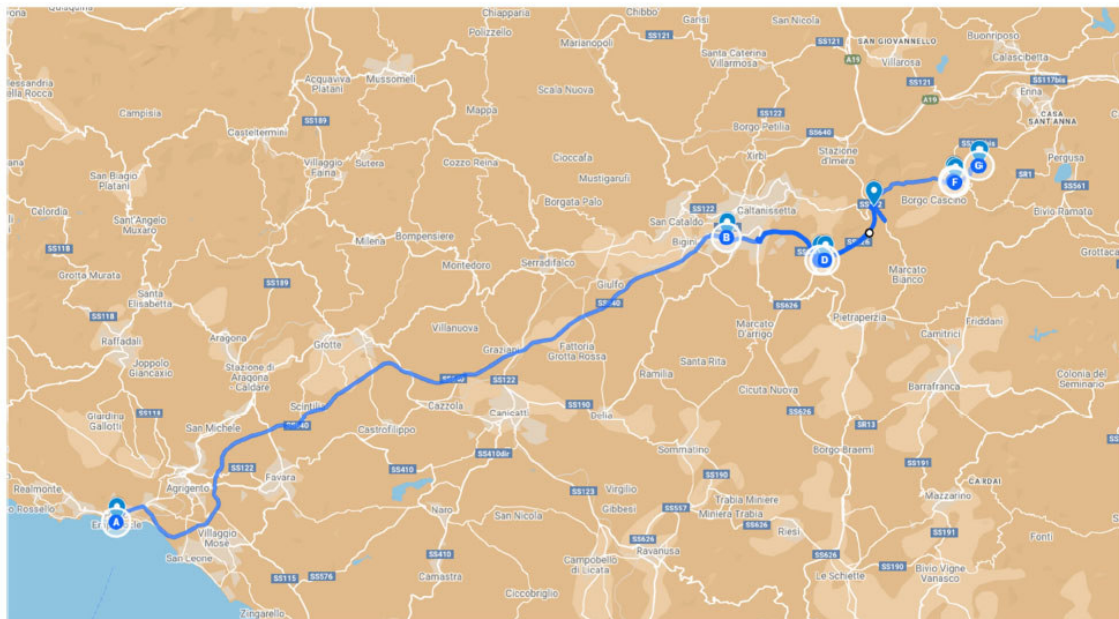 Chiapparia
Chibbo'
Garisi
San Nicola
SS121
Polizzello
Marianopoli
SS121
Santa Caterina
Villarmosa
SS121
A19
SAN GIOVANNELLO
Villarosa
Buonriposo
Calascibetta
SS117bis
Alessandria
ella Rocca
Acquaviva
Platani
Mussomeli
Scala Nuova
SS121
A19
Enna
CASA
SANT'ANNA
Campisia
SS189
Mappa
SS122
Borgo Petilia
SS640
Casteltermini
Stazione
d'Imera
Villaggio
Faina
Sutera
Cozzo Reina
Cioccafa
Xirbi
G
Pergusa
San Biagio
Platani
Mustigarufi
F
SR1
SS561
Borgata Palo
SS122
Caltanissetta
Borgo Cascino
Celordia
Sant'Angelo
Muxaro
San Cataldo
Bivio Ramata
SS118
Milena
Bompensiere
B
Bigini
Serradifalco
D
Grottaca
Grotta Murata
SS189
Montedoro
Giulfo
Marcato
Bianco
Santa
Elisabetta
SS626
SS118
Villanuova
Marcato
D'arrigo
Pietraperzia
Friddani
Raffadali
Aragona
Grotte
Graziani
Fattoria
Grotta Rossa
Camitrici
Joppolo
Giancaxio
Stazione di
Aragona
- Caldare
SS122
Santa Rita
Ramilia
Cicuta Nuova
Barrafranca
Colonia del
Seminario
Giardina
Gallotti
SS118
Scintilia
Cazzola
SS190
Canicattì
Delia
SS626
San Michele
Castrofilippo
SR13
SS410dir
Sommatino
Borgo Braemi
SS122
Favara
SS410
SS191
Realmonte
Agrigento
SS190
CARDAI
o Rossello
SS123
Virgilio
Mazzarino
A
Naro
San Nicola
Gibbesi
SS557
Trabia Miniere
Miniera Trabia
SS626
Riesi
Fonti
Villaggio
Mosè
SS626
Ravanusa
SS191
San Leone
SS410
SS626
SS115
SS576
Camastra
Campobello
di Licata
Le Schiette
SS190
Bivio Vigne
Vanasco
Ciccobriglio
Zingarello